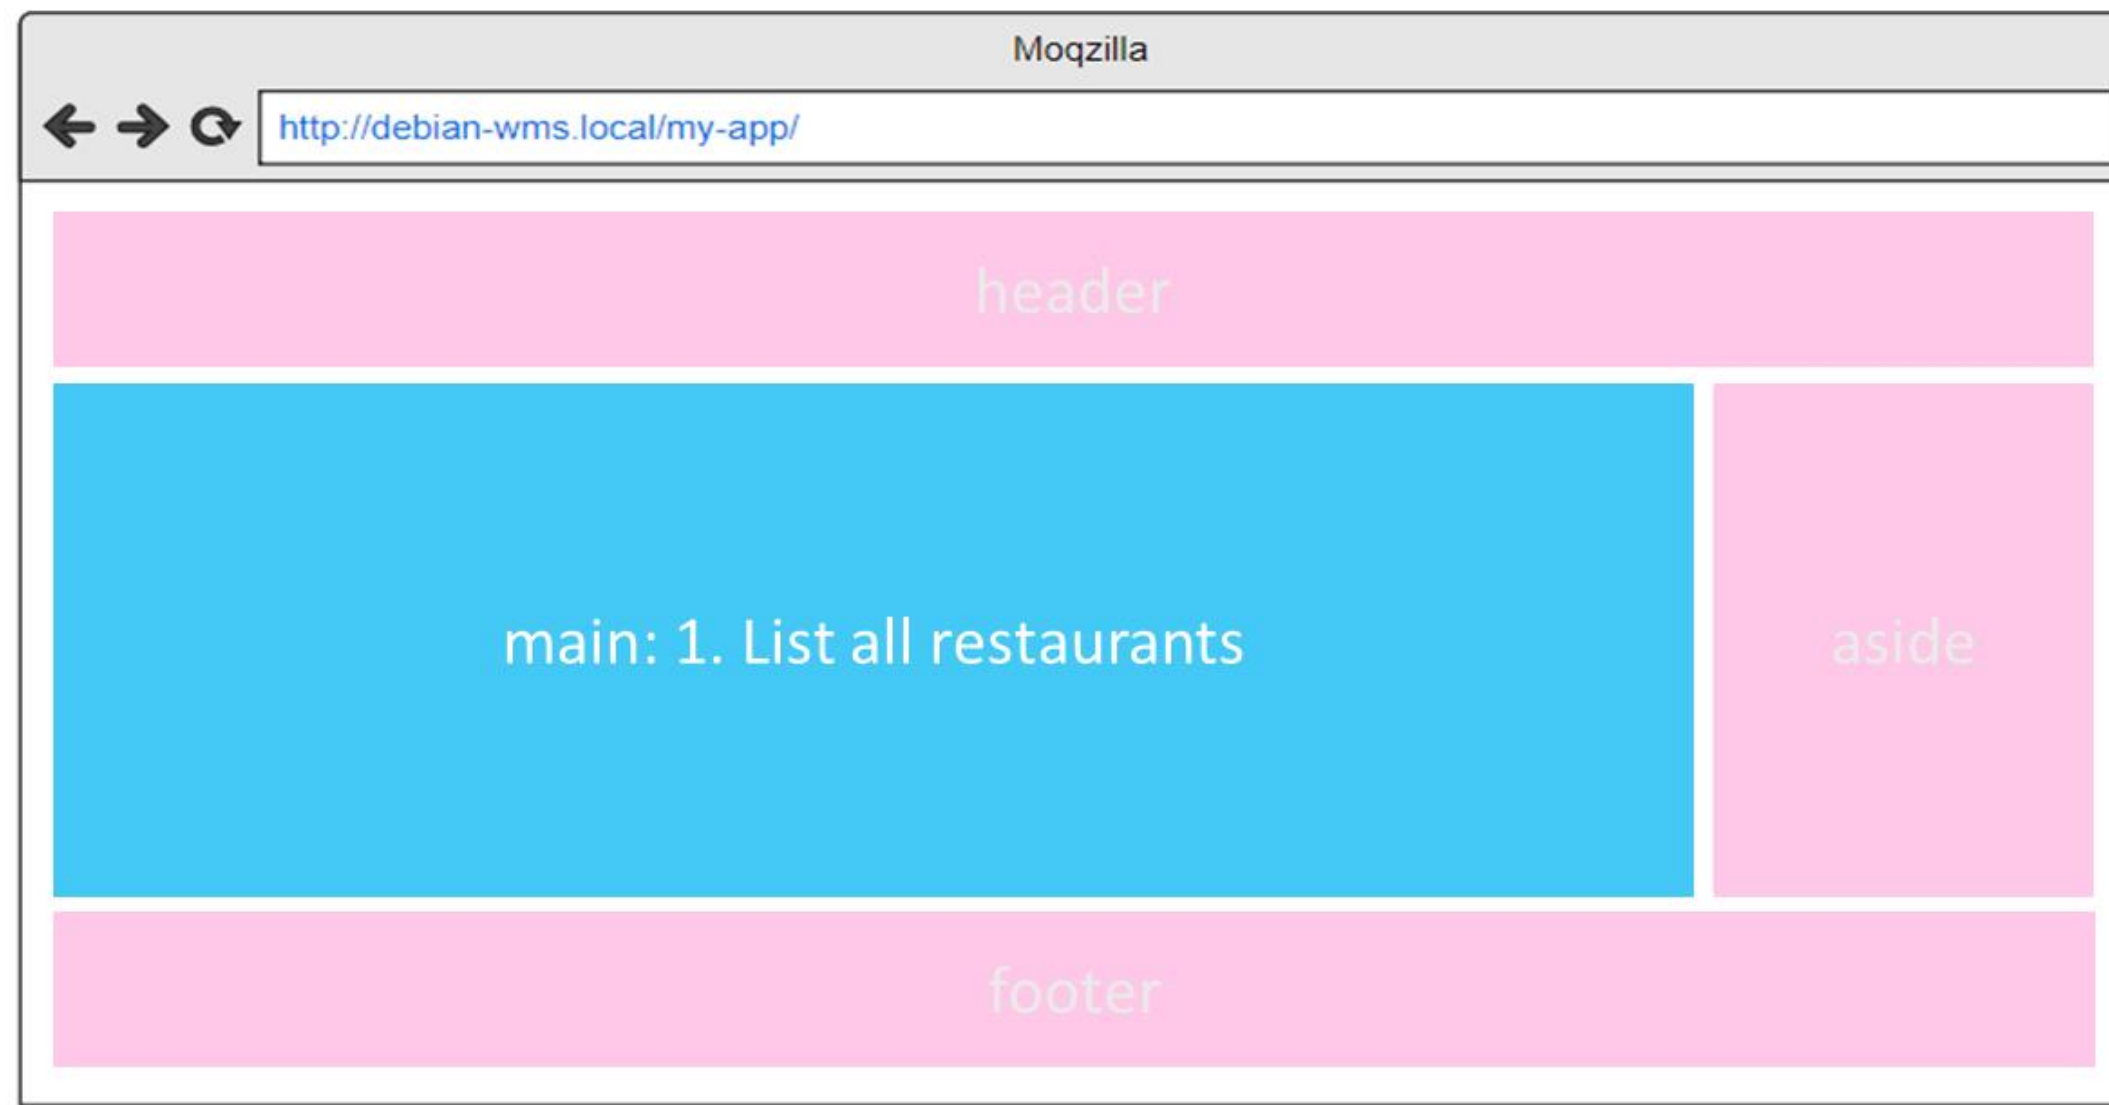 Moqzilla
http://debian-wms.local/my-app/
header
main: 1. List all restaurants
aside
footer